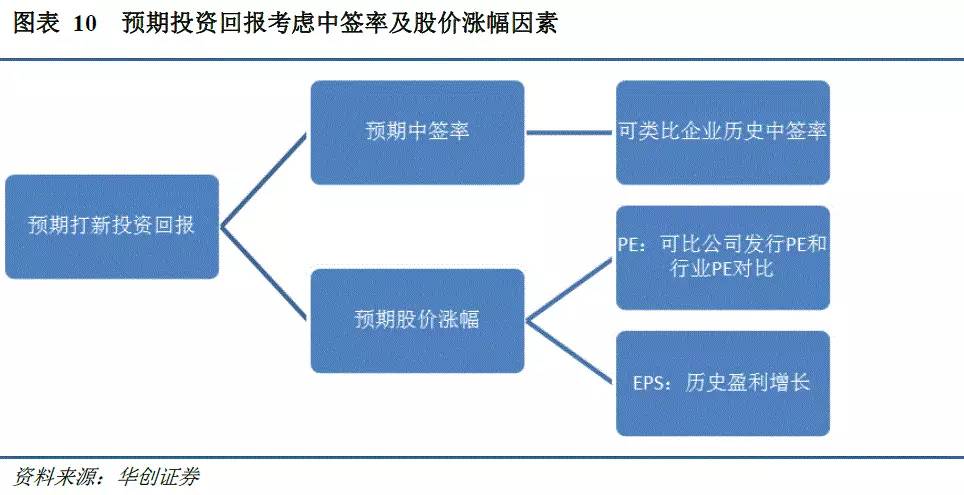 图表 10 预期投资回报考虑中签率及股价涨幅因素
预期打新投资回报
预期中签率
可类比企业历史中签率
预期股价涨幅
PE：可比公司发行PE和
行业PE对比
EPS：历史盈利增长
资料来源：华创证券